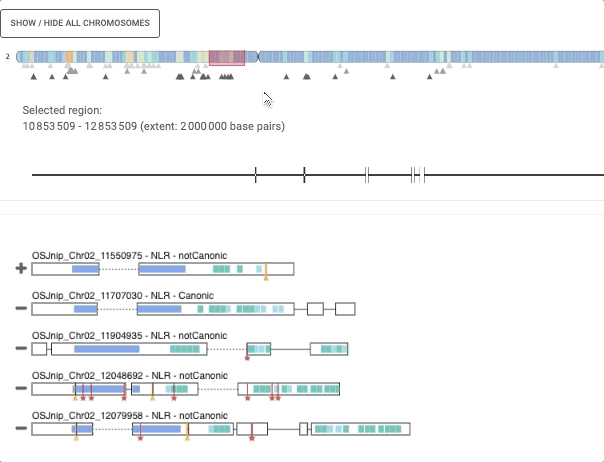 SHOW / HIDE ALL CHROMOSOMES
2
Selected region:
10 853 509 - 12 853 509 (extent: 2 000 000 base pairs)
OSJnip_Chr02_11550975 - NLR - notCanonic
OSJnip_Chr02_11707030 - NLR - Canonic
OSJnip_Chr02_11904935 - NLR - notCanonic
OSJnip_Chr02_12048692 - NLR - notCanonic
OSJnip_Chr02_12079958 - NLR - notCanonic